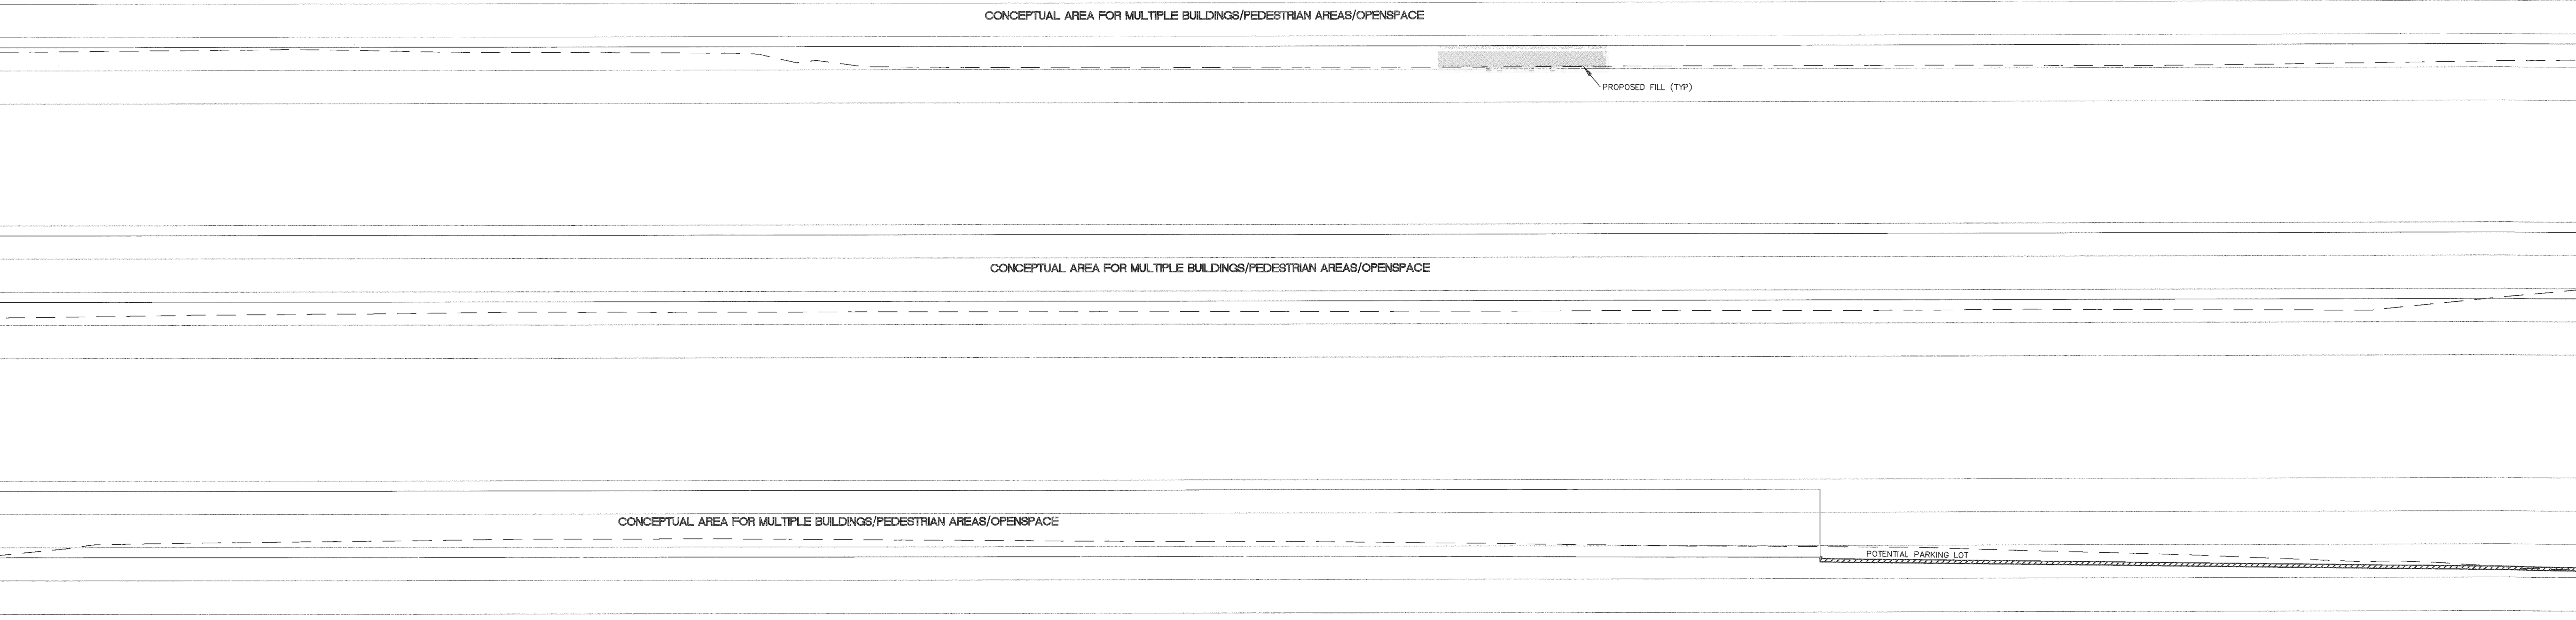 CONCEPTUAL AREA FOR MULTIPLE BUILDINGS/PEDESTRIAN AREAS/OPENSPACE
PROPOSED FILL (TYP)
CONCEPTUAL AREA FOR MULTIPLE BUILDINGS/PEDESTRIAN AREAS/OPENSPACE
CONCEPTUAL AREA FOR MULTIPLE BUILDINGS/PEDESTRIAN AREAS/OPENSPACE
POTENTIAL PARKING LOT